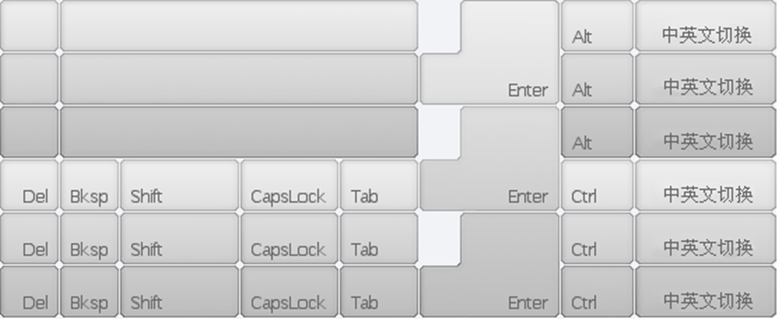 Alt 中英文切换
Enter Alt 中英文切换
Alt 中英文切换
Del Bksp Shift CapsLock Tab Enter Ctrl 中英文切换
Del Bksp Shift CapsLock Tab Ctrl 中英文切换
Del Bksp Shift CapsLock Tab Enter Ctrl 中英文切换